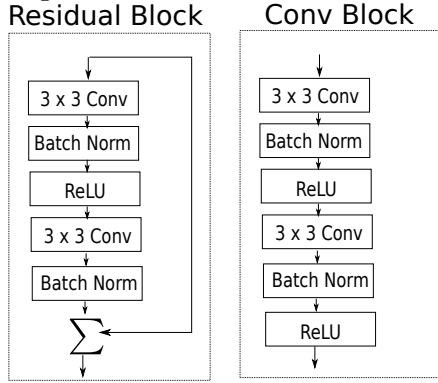 Residual Block
3 x 3 Conv
Batch Norm
ReLU
3 x 3 Conv
Batch Norm
∑
Conv Block
3 x 3 Conv
Batch Norm
ReLU
3 x 3 Conv
Batch Norm
ReLU